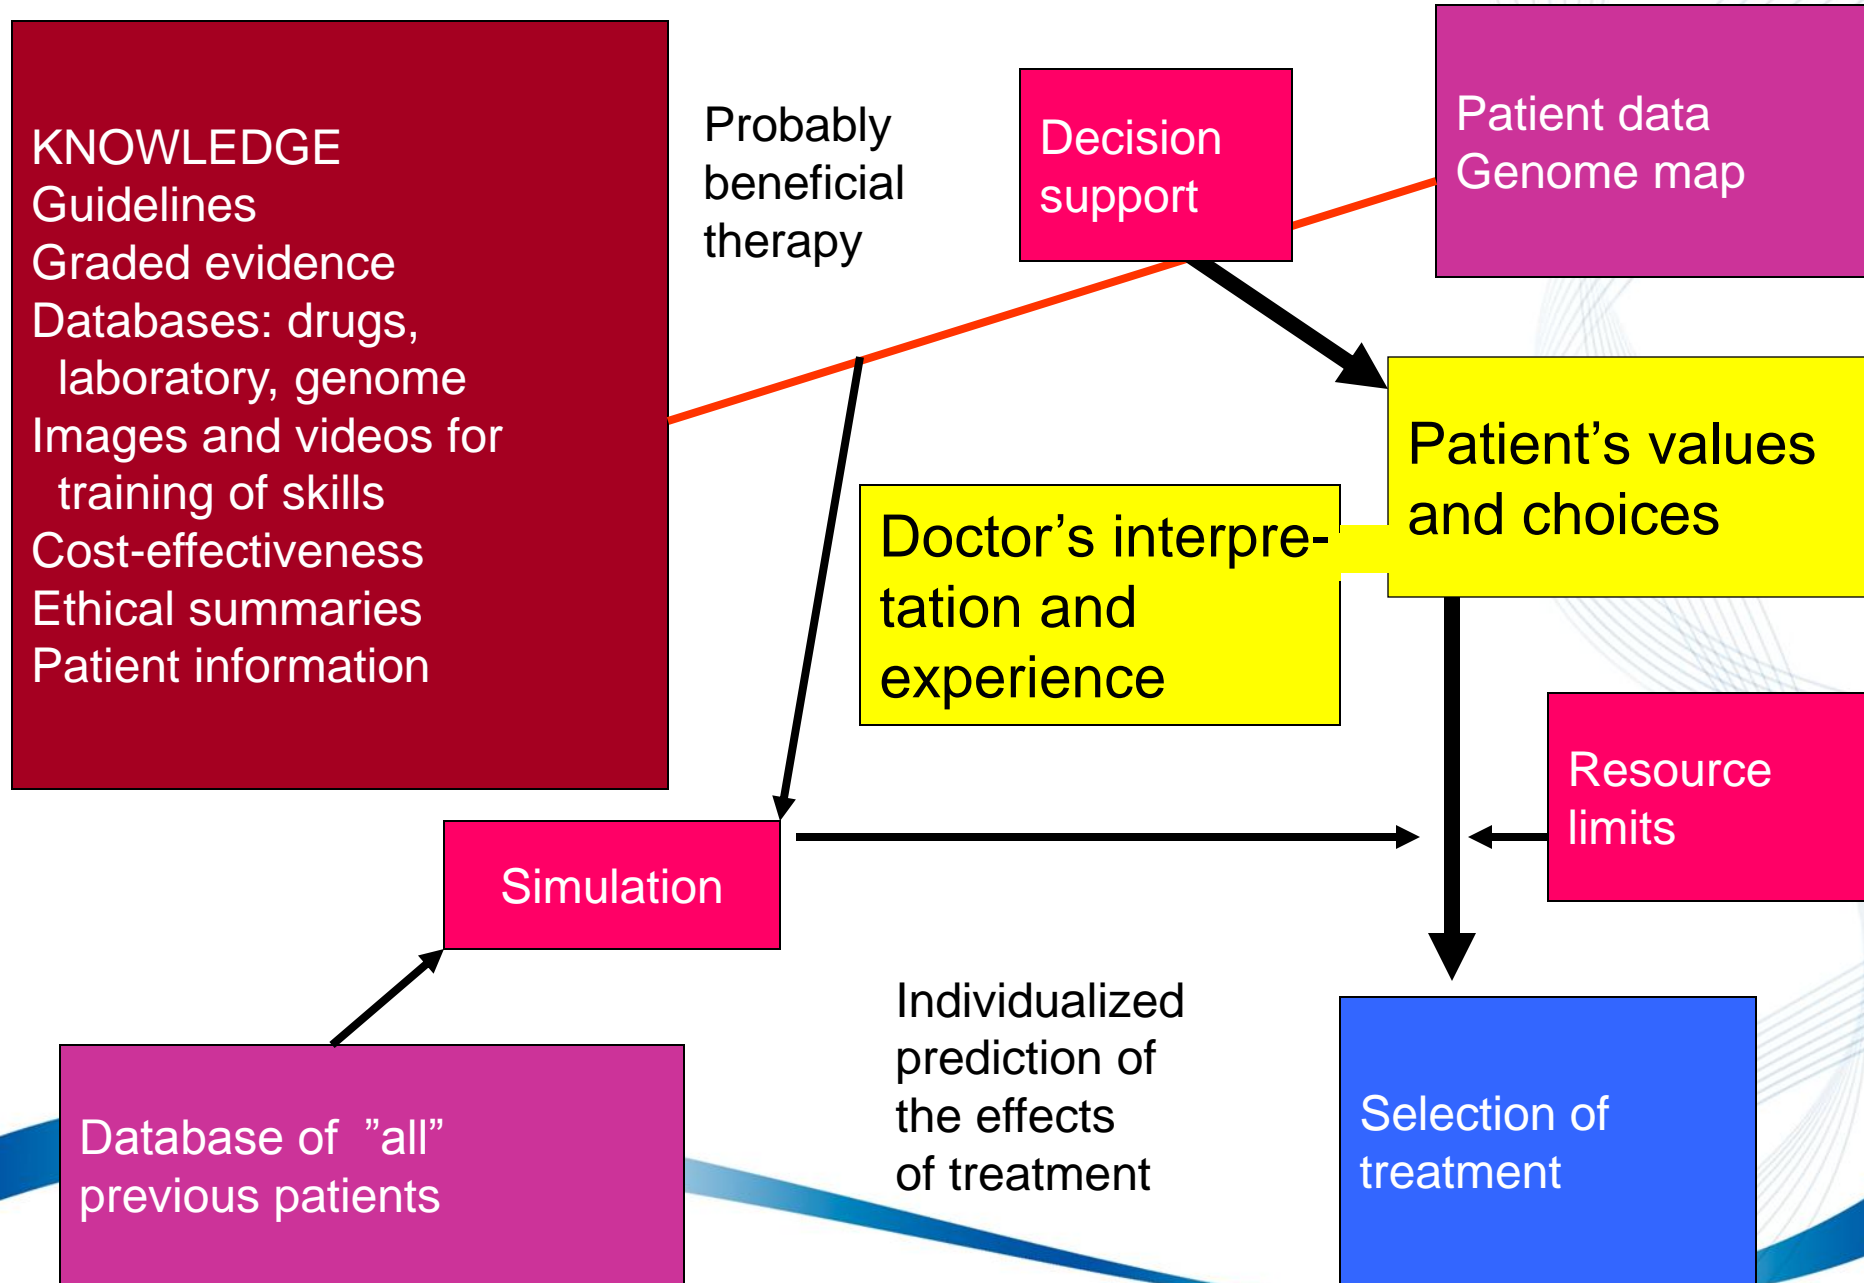 KNOWLEDGE
Guidelines
Graded evidence
Databases: drugs,
laboratory, genome
Images and videos for
training of skills
Cost-effectiveness
Ethical summaries
Patient information
Probably
beneficial
therapy
Decision
support
Patient data
Genome map
Patient’s values
and choices
Doctor’s interpre-
tation and
experience
Resource
limits
Simulation
Individualized
prediction of
the effects
of treatment
Database of ”all”
previous patients
Selection of
treatment